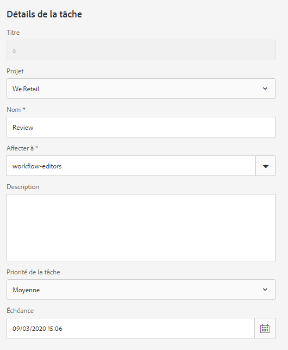 Détails de la tâche
Titre
Projet
We.Retail
Nom *
Review
Affecter à *
workflow-editors
Description
Priorité de la tâche
Moyenne
Échéance
09/03/2020 15:06